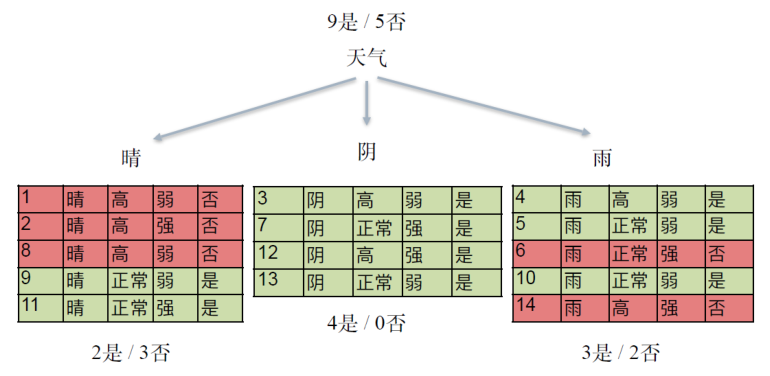 9是 / 5否
天气
晴
阴
雨
1 晴 高 弱 否
2 晴 高 强 否
8 晴 高 弱 否
9 晴 正常 弱 是
11 晴 正常 强 是
2是 / 3否
3 阴 高 弱 是
7 阴 正常 强 是
12 阴 高 强 是
13 阴 正常 弱 是
4是 / 0否
4 雨 高 弱 是
5 雨 正常 弱 是
6 雨 正常 强 否
10 雨 正常 弱 是
14 雨 高 强 否
3是 / 2否